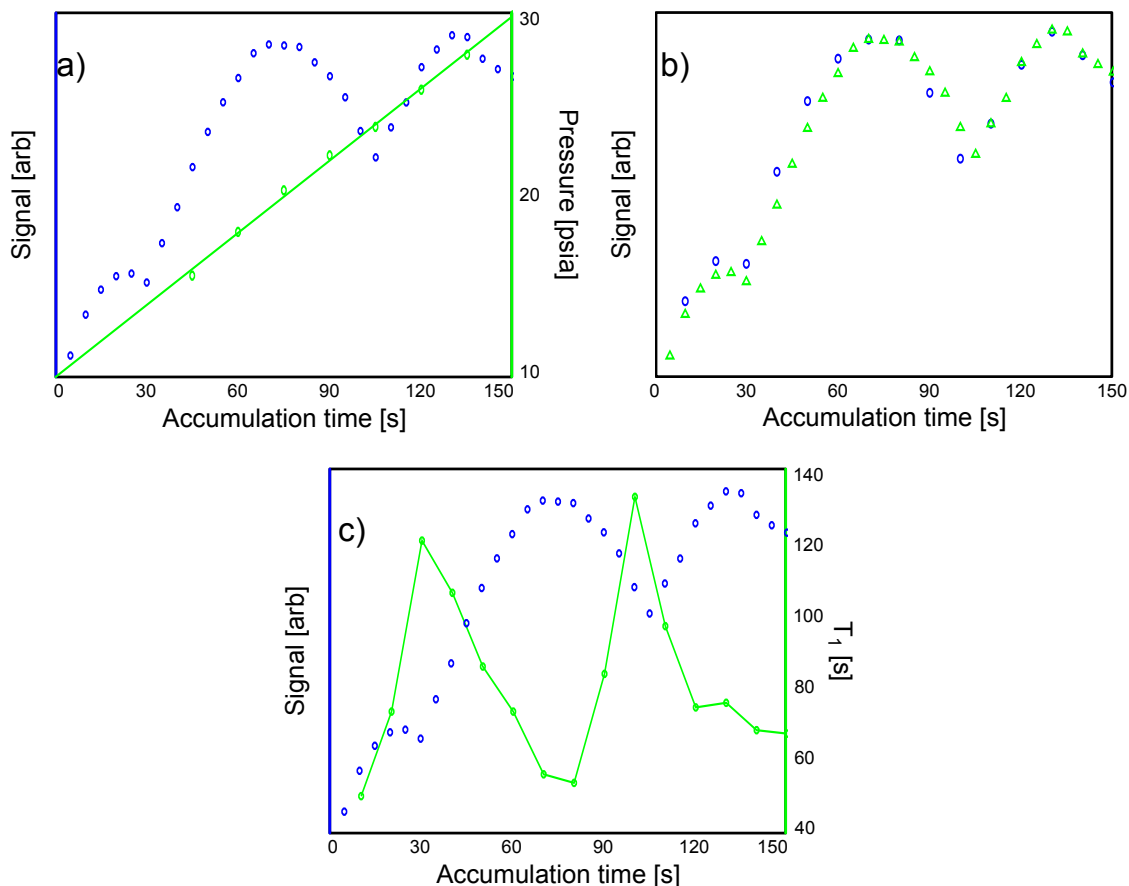 a)
Signal [arb]
30
20
10
Pressure [psia]
0 30 60 90 120 150
Accumulation time [s]
b)
Signal [arb]
0 30 60 90 120 150
Accumulation time [s]
c)
Signal [arb]
140
120
100
80
60
40
T1 [s]
0 30 60 90 120 150
Accumulation time [s]